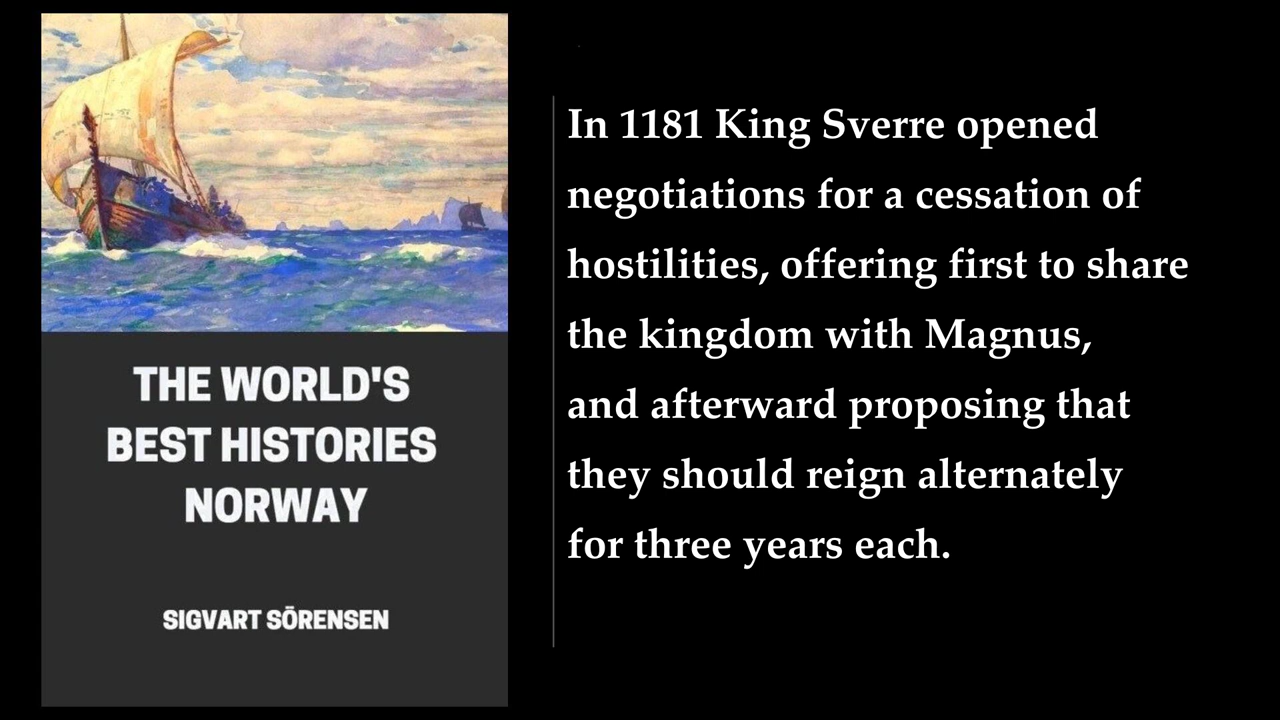 THE WORLD'S
BEST HISTORIES
NORWAY
SIGVART SÖRENSEN
In 1181 King Sverre opened
negotiations for a cessation of
hostilities, offering first to share
the kingdom with Magnus,
and afterward proposing that
they should reign alternately
for three years each.